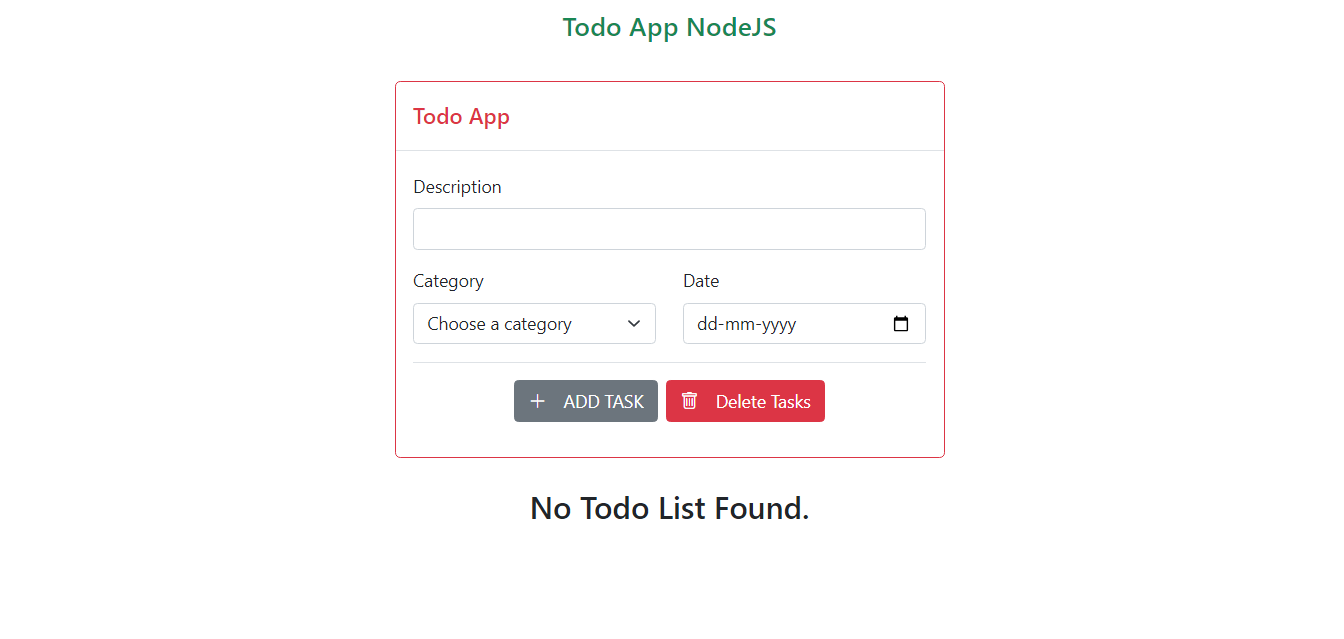 Todo App NodeJS
Todo App
Description
Category Date
Choose a category dd-mm-yyyy
ADD TASK Delete Tasks
No Todo List Found.